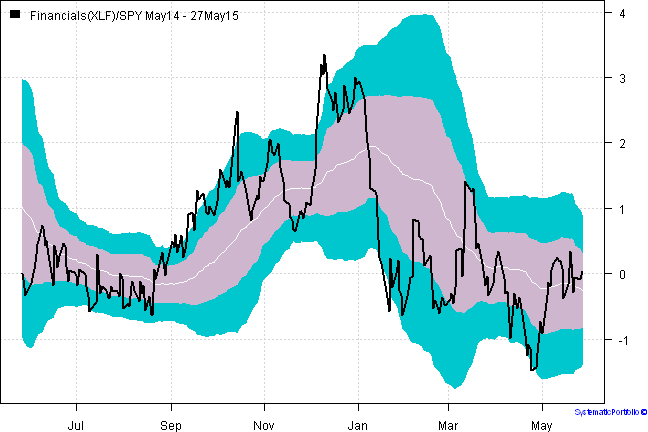 Financials(XLF)/SPY May14 - 27May15
4
3
2
1
0
-1
Jul Sep Nov Jan Mar May
SystematicPortfolio ©